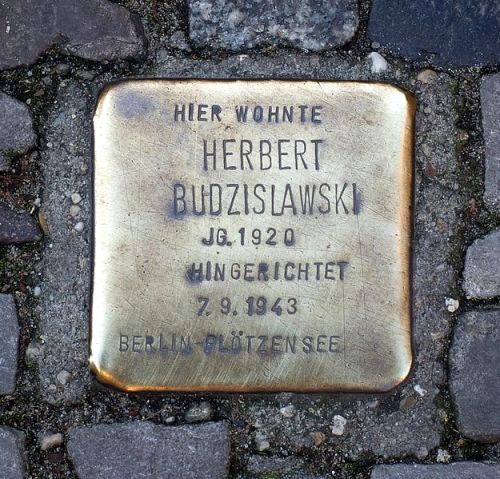 HIER WOHNTE
HERBERT
BUDZISLAWSKI
JG. 1920
HINGERICHTET
7.9.1943
BERLIN-PLÖTZENSEE